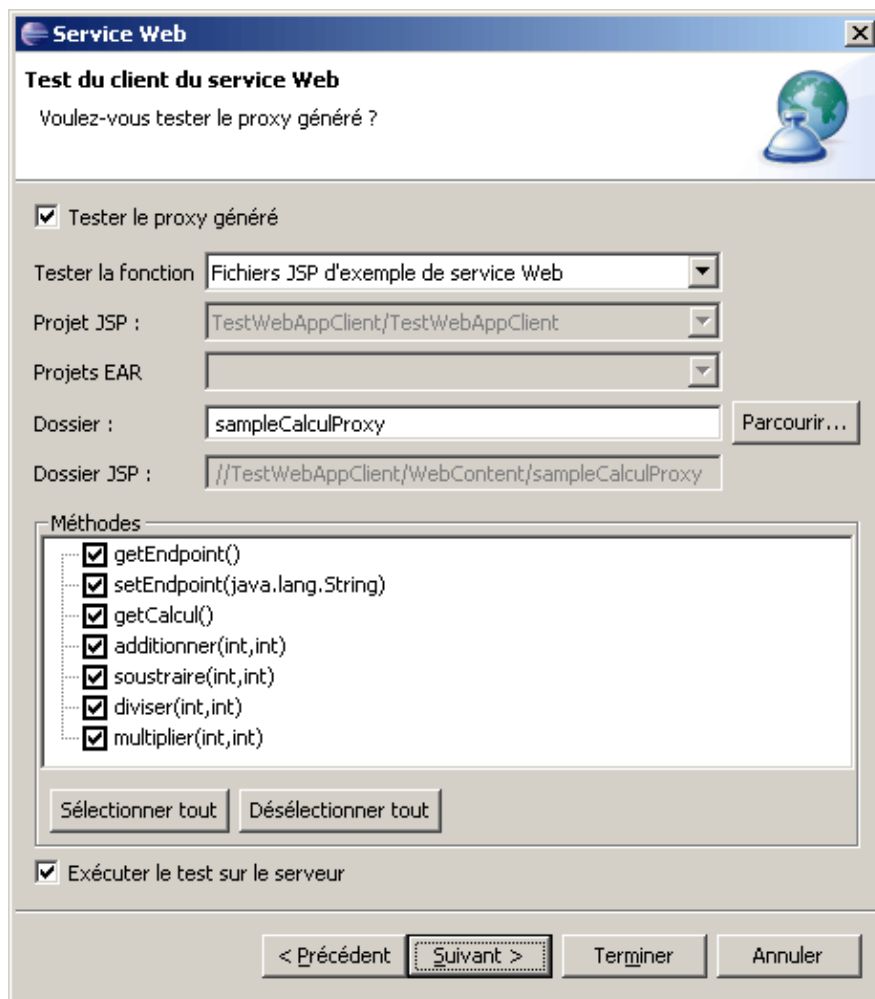 Service Web
Test du client du service Web
Voulez-vous tester le proxy généré ?
Tester le proxy généré
Tester la fonction Fichiers JSP d'exemple de service Web
Projet JSP : TestWebAppClient/TestWebAppClient
Projets EAR
Dossier : sampleCalculProxy Parcourir...
Dossier JSP : //TestWebAppClient/WebContent/sampleCalculProxy
Méthodes
getEndpoint()
setEndpoint(java.lang.String)
getCalcul()
additionner(int,int)
soustraire(int,int)
diviser(int,int)
multiplier(int,int)
Sélectionner tout Désélectionner tout
Exécuter le test sur le serveur
< Précédent Suivant > Terminer Annuler